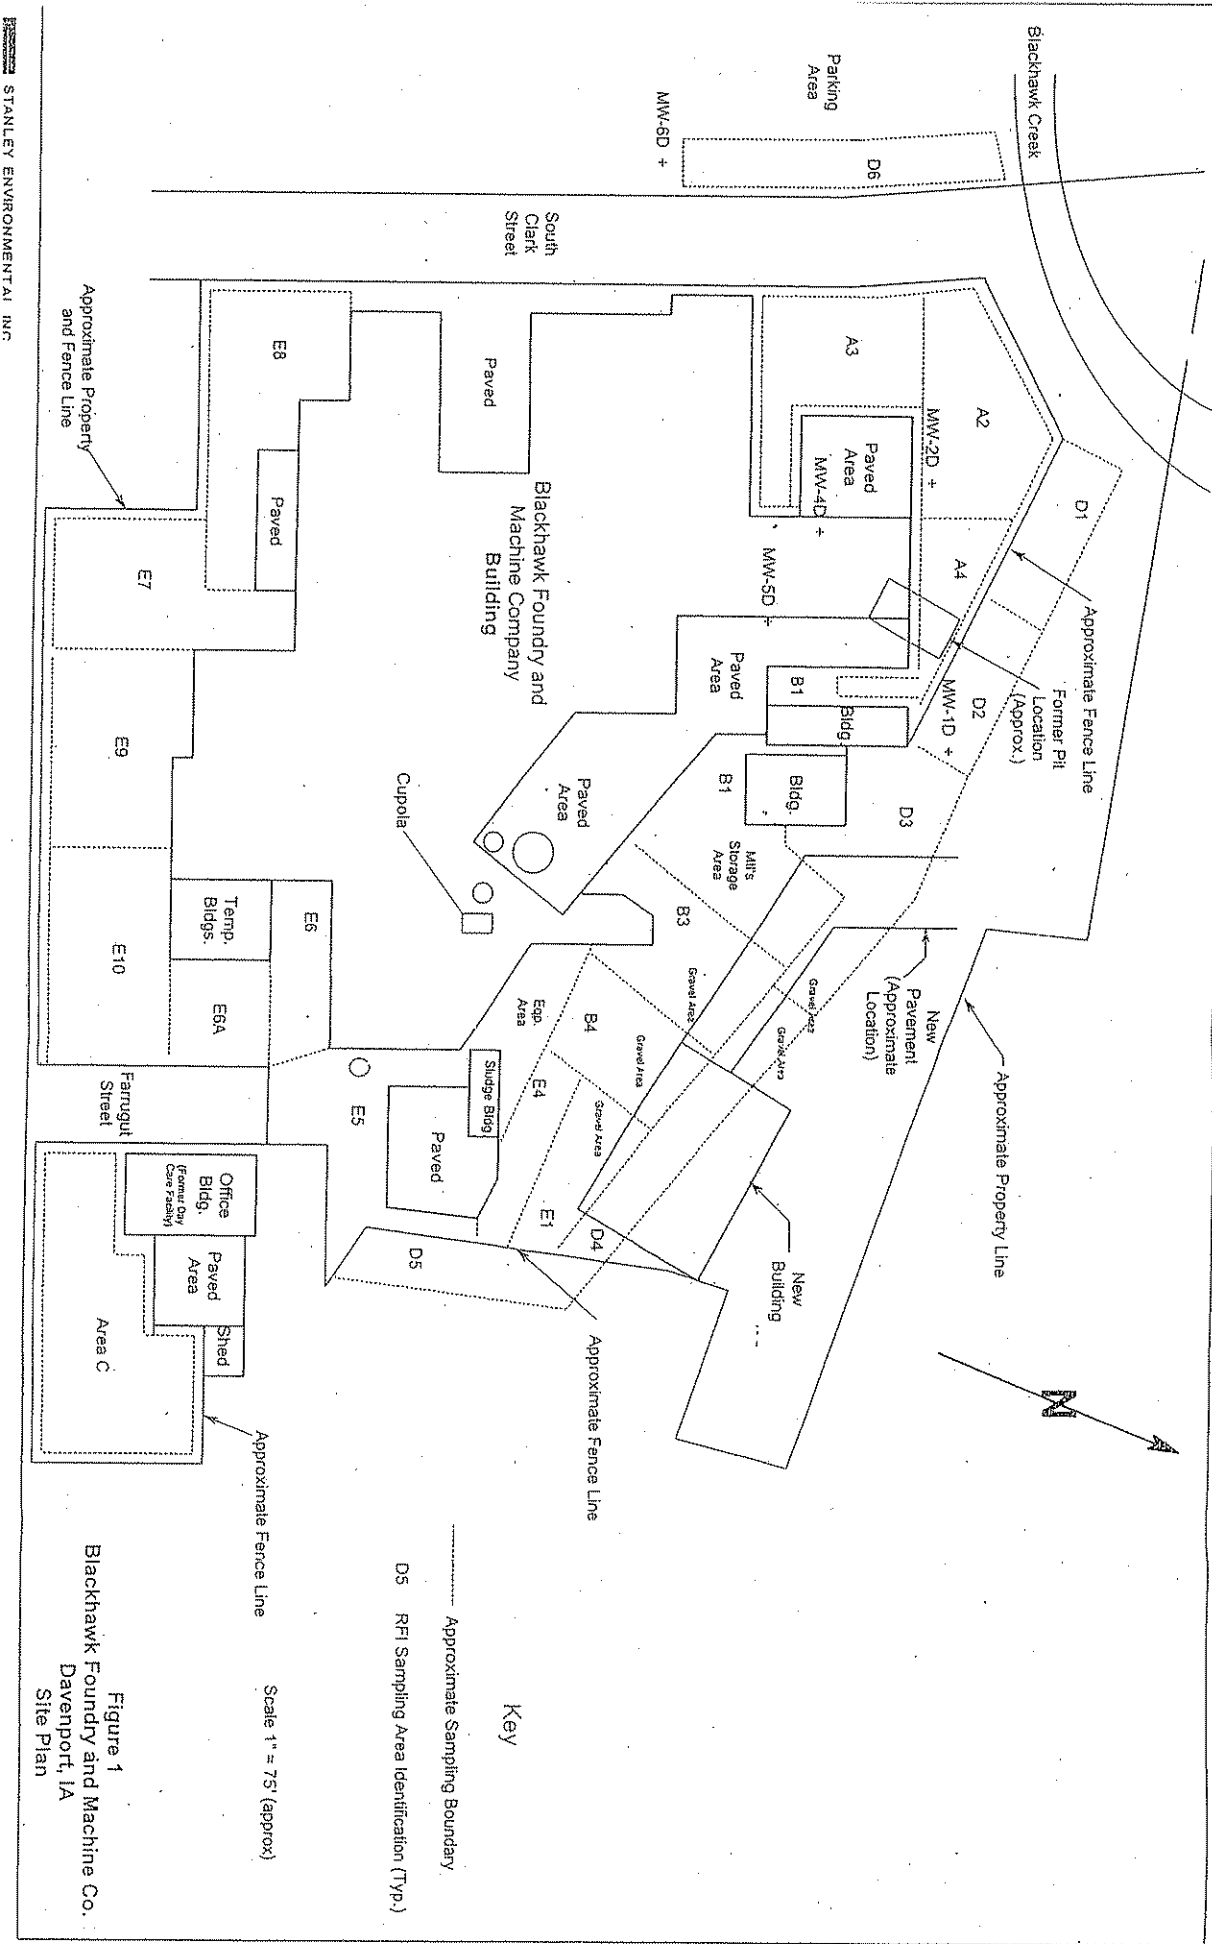 Blackhawk Creek
Parking
Area
MW-6D +
D6
South
Clark
Street
A3
A2
MW-2D +
Paved
Area
MW-4D +
MW-5D +
A4
D1
Approximate Fence Line
Former Pit
Location
(Approx.)
D2
MW-1D +
D3
B1
Bldg.
Bldg.
B1
Paved
Area
Paved
Area
Mtl's
Storage
Area
B3
Gravel Area
Gravel Area
Gravel Area
Gravel Area
Gravel Area
New
Pavement
(Approximate
Location)
Approximate Property Line
New
Building
Paved
Blackhawk Foundry and
Machine Company
Building
Cupola
B4
Eqp.
Area
E4
E1
D4
Sludge Bldg
Paved
E5
D5
Approximate Fence Line
Approximate Property
and Fence Line
E8
Paved
E7
E9
E10
Temp.
Bldgs.
E6
E6A
Farrugut
Street
Office
Bldg.
(Former Day
Care Facility)
Paved
Area
Shed
Area C
Approximate Fence Line
N
Key
Approximate Sampling Boundary
D5 RFI Sampling Area Identification (Typ.)
Scale 1" = 75' (approx)
Figure 1
Blackhawk Foundry and Machine Co.
Davenport, IA
Site Plan
STANLEY ENVIRONMENTAL INC.